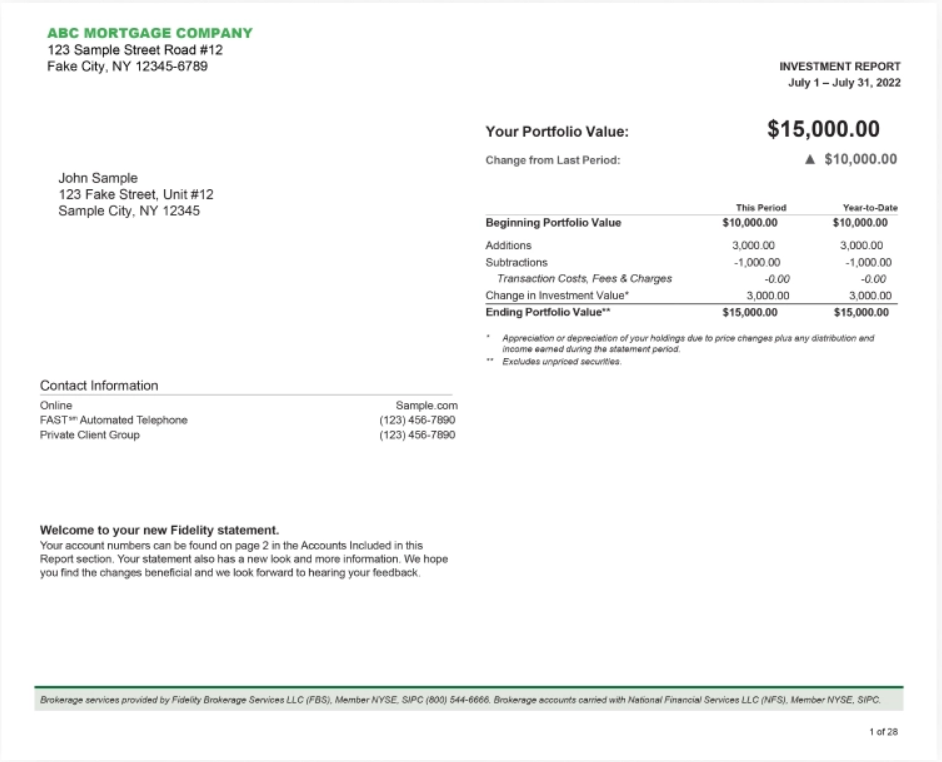 ABC MORTGAGE COMPANY
123 Sample Street Road #12
Fake City, NY 12345-6789
INVESTMENT REPORT
July 1 – July 31, 2022
Your Portfolio Value: $15,000.00
Change from Last Period: ▲ $10,000.00
John Sample
123 Fake Street, Unit #12
Sample City, NY 12345
This Period Year-to-Date
Beginning Portfolio Value $10,000.00 $10,000.00
Additions 3,000.00 3,000.00
Subtractions -1,000.00 -1,000.00
Transaction Costs, Fees & Charges -0.00 -0.00
Change in Investment Value* 3,000.00 3,000.00
Ending Portfolio Value** $15,000.00 $15,000.00
* Appreciation or depreciation of your holdings due to price changes plus any distribution and
income earned during the statement period.
** Excludes unpriced securities.
Contact Information
Online Sample.com
FAST℠ Automated Telephone (123) 456-7890
Private Client Group (123) 456-7890
Welcome to your new Fidelity statement.
Your account numbers can be found on page 2 in the Accounts Included in this
Report section. Your statement also has a new look and more information. We hope
you find the changes beneficial and we look forward to hearing your feedback.
Brokerage services provided by Fidelity Brokerage Services LLC (FBS), Member NYSE, SIPC (800) 544-6666. Brokerage accounts carried with National Financial Services LLC (NFS), Member NYSE, SIPC.
1 of 28